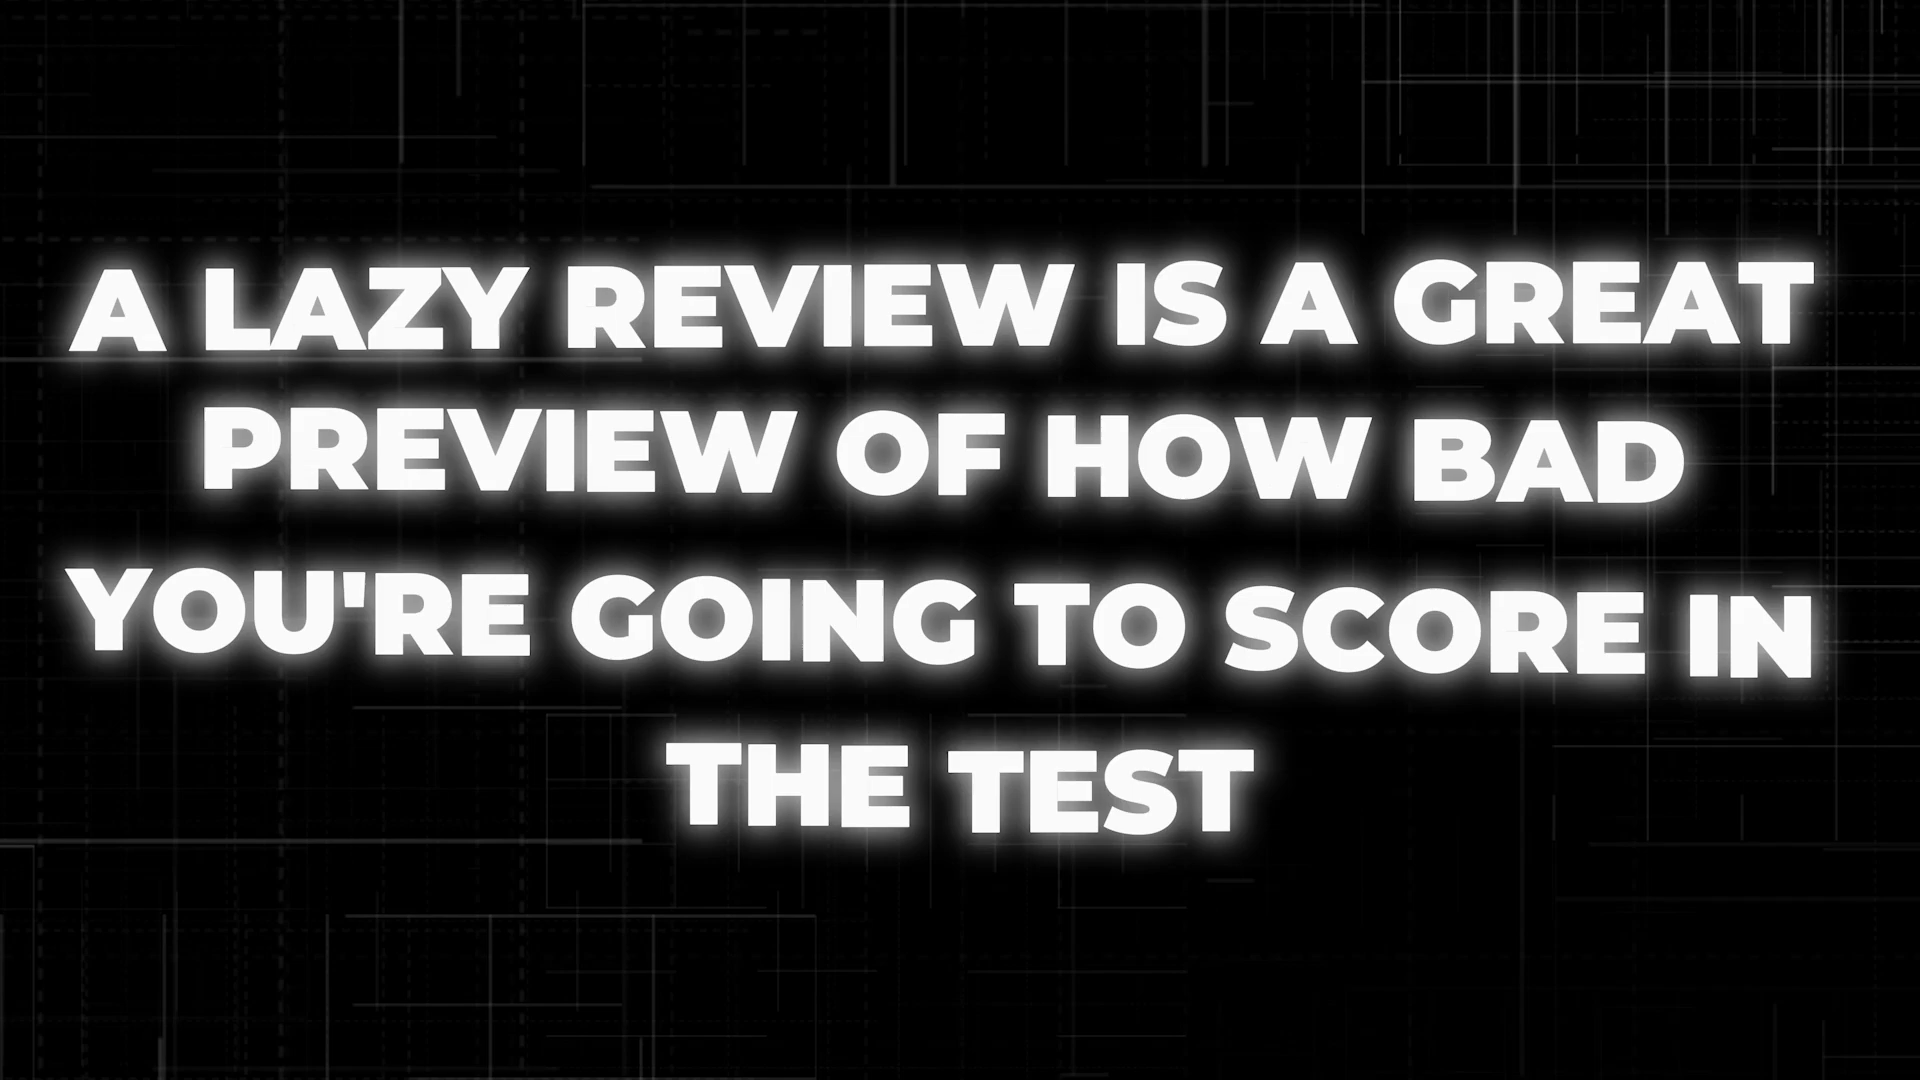 A LAZY REVIEW IS A GREAT
PREVIEW OF HOW BAD
YOU'RE GOING TO SCORE IN
THE TEST